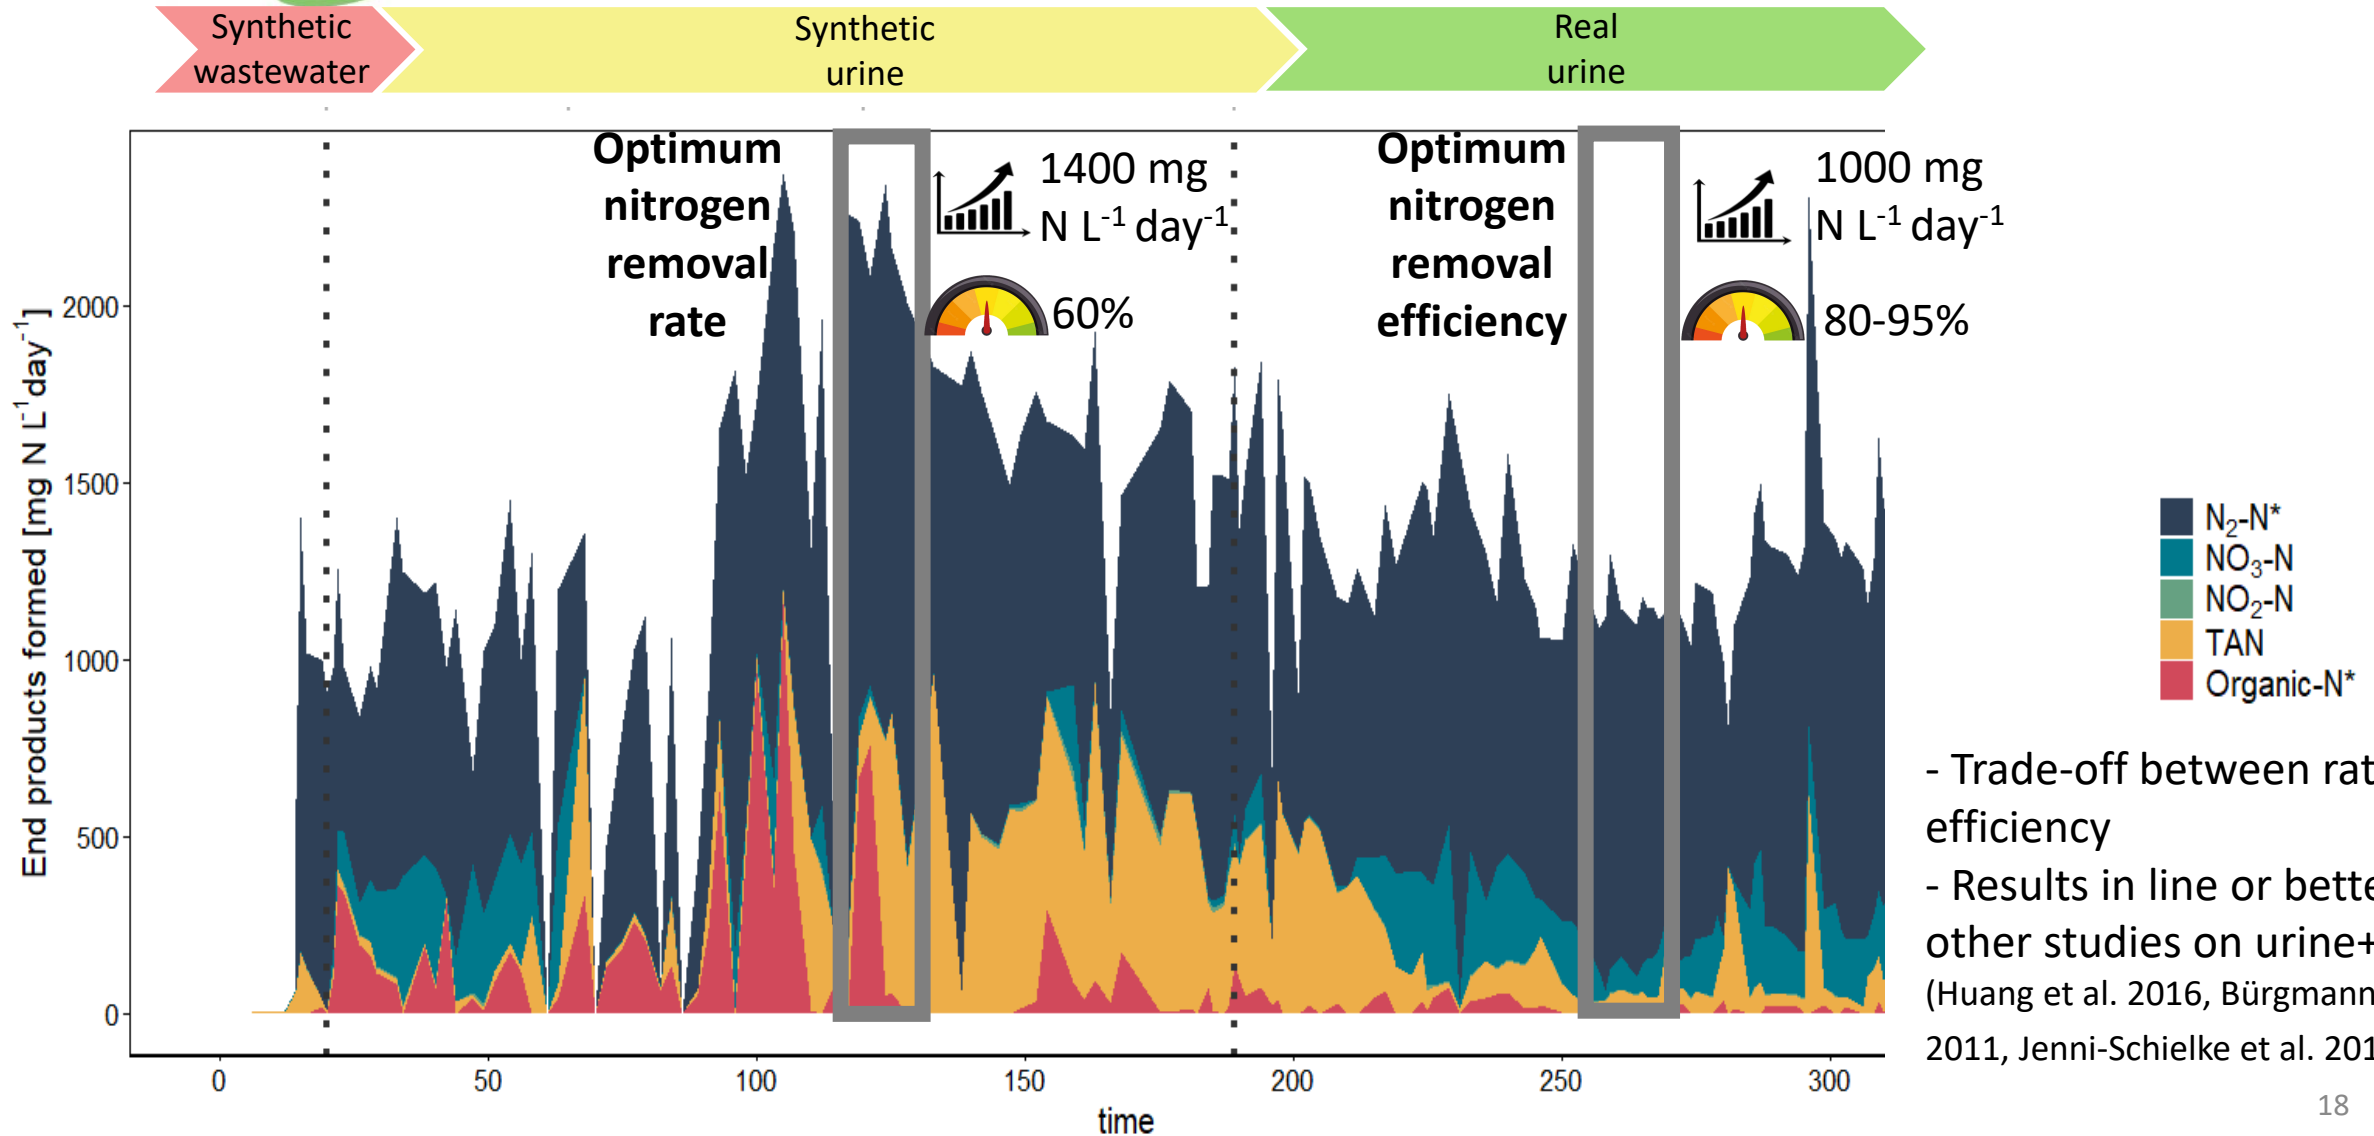 Synthetic
wastewater
Synthetic
urine
Real
urine
Optimum
nitrogen
removal
rate
1400 mg
N L⁻¹ day⁻¹
60%
Optimum
nitrogen
removal
efficiency
1000 mg
N L⁻¹ day⁻¹
80-95%
End products formed [mg N L⁻¹day⁻¹]
2000
1500
1000
500
0
0 50 100 150 200 250 300
time
N₂-N*
NO₃-N
NO₂-N
TAN
Organic-N*
- Trade-off between
efficiency
- Results in line or
other studies on urine+
(Huang et al. 2016, Bürgmann
2011, Jenni-Schielke et al.
18